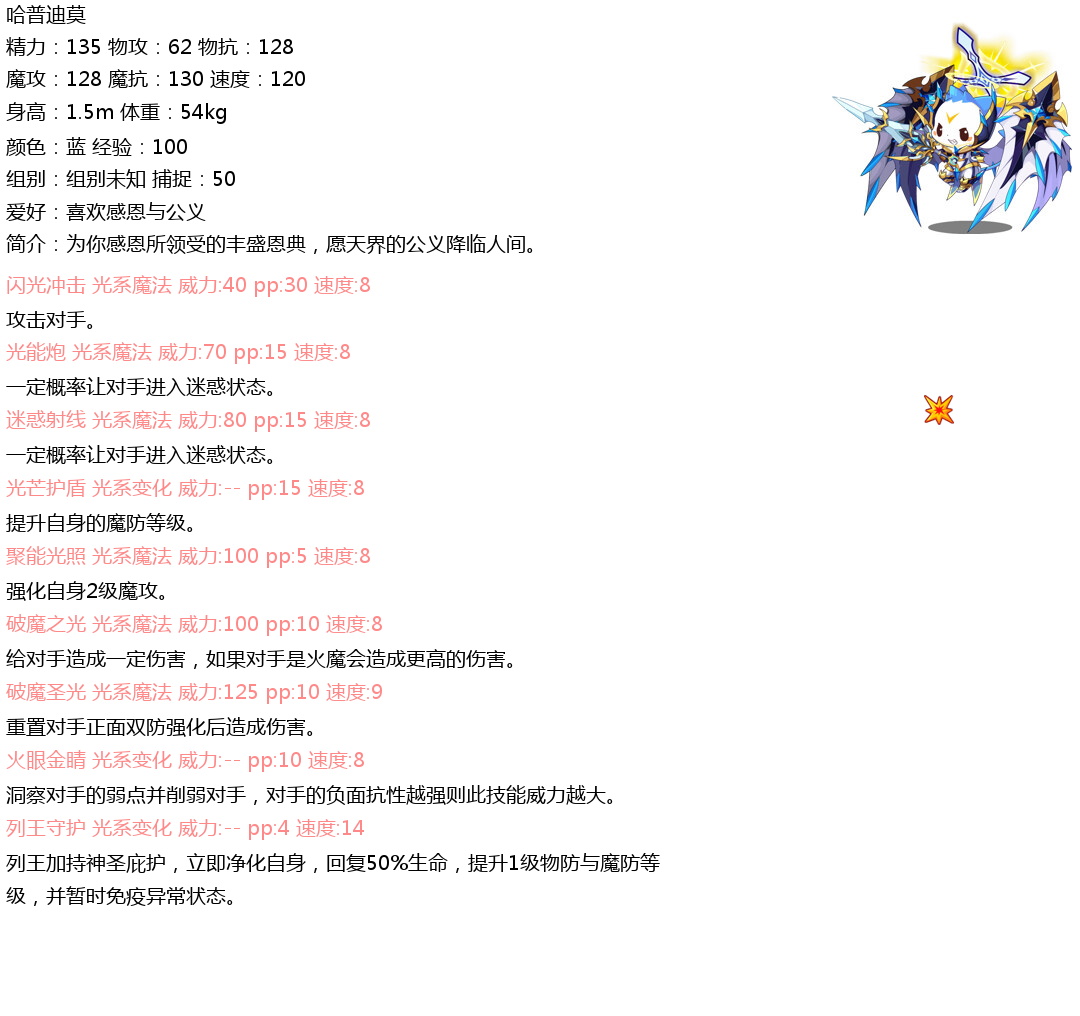 哈普迪莫
精力：135 物攻：62 物抗：128
魔攻：128 魔抗：130 速度：120
身高：1.5m 体重：54kg
颜色：蓝 经验：100
组别：组别未知 捕捉：50
爱好：喜欢感恩与公义
简介：为你感恩所领受的丰盛恩典，愿天界的公义降临人间。
闪光冲击 光系魔法 威力:40 pp:30 速度:8
攻击对手。
光能炮 光系魔法 威力:70 pp:15 速度:8
一定概率让对手进入迷惑状态。
迷惑射线 光系魔法 威力:80 pp:15 速度:8
一定概率让对手进入迷惑状态。
光芒护盾 光系变化 威力:-- pp:15 速度:8
提升自身的魔防等级。
聚能光照 光系魔法 威力:100 pp:5 速度:8
强化自身2级魔攻。
破魔之光 光系魔法 威力:100 pp:10 速度:8
给对手造成一定伤害，如果对手是火魔会造成更高的伤害。
破魔圣光 光系魔法 威力:125 pp:10 速度:9
重置对手正面双防强化后造成伤害。
火眼金睛 光系变化 威力:-- pp:10 速度:8
洞察对手的弱点并削弱对手，对手的负面抗性越强则此技能威力越大。
列王守护 光系变化 威力:-- pp:4 速度:14
列王加持神圣庇护，立即净化自身，回复50%生命，提升1级物防与魔防等
级，并暂时免疫异常状态。